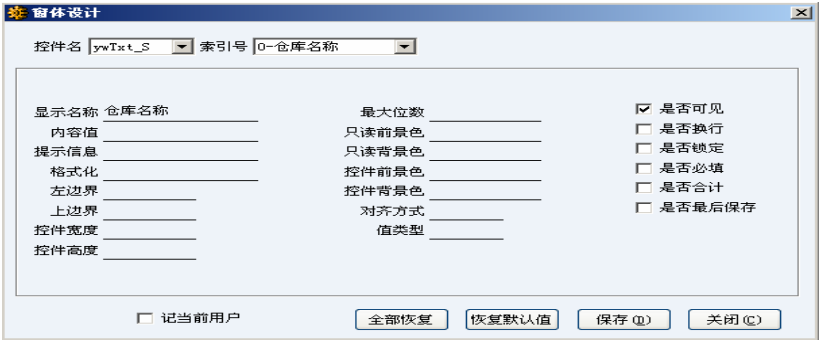 窗体设计
控件名 ywTxt_S 索引号 0-仓库名称
显示名称 仓库名称 最大位数 是否可见
内容值 只读前景色 是否换行
提示信息 只读背景色 是否锁定
格式化 控件前景色 是否必填
左边界 控件背景色 是否合计
上边界 对齐方式 是否最后保存
控件宽度 值类型
控件高度
记当前用户 全部恢复 恢复默认值 保存(D) 关闭(C)